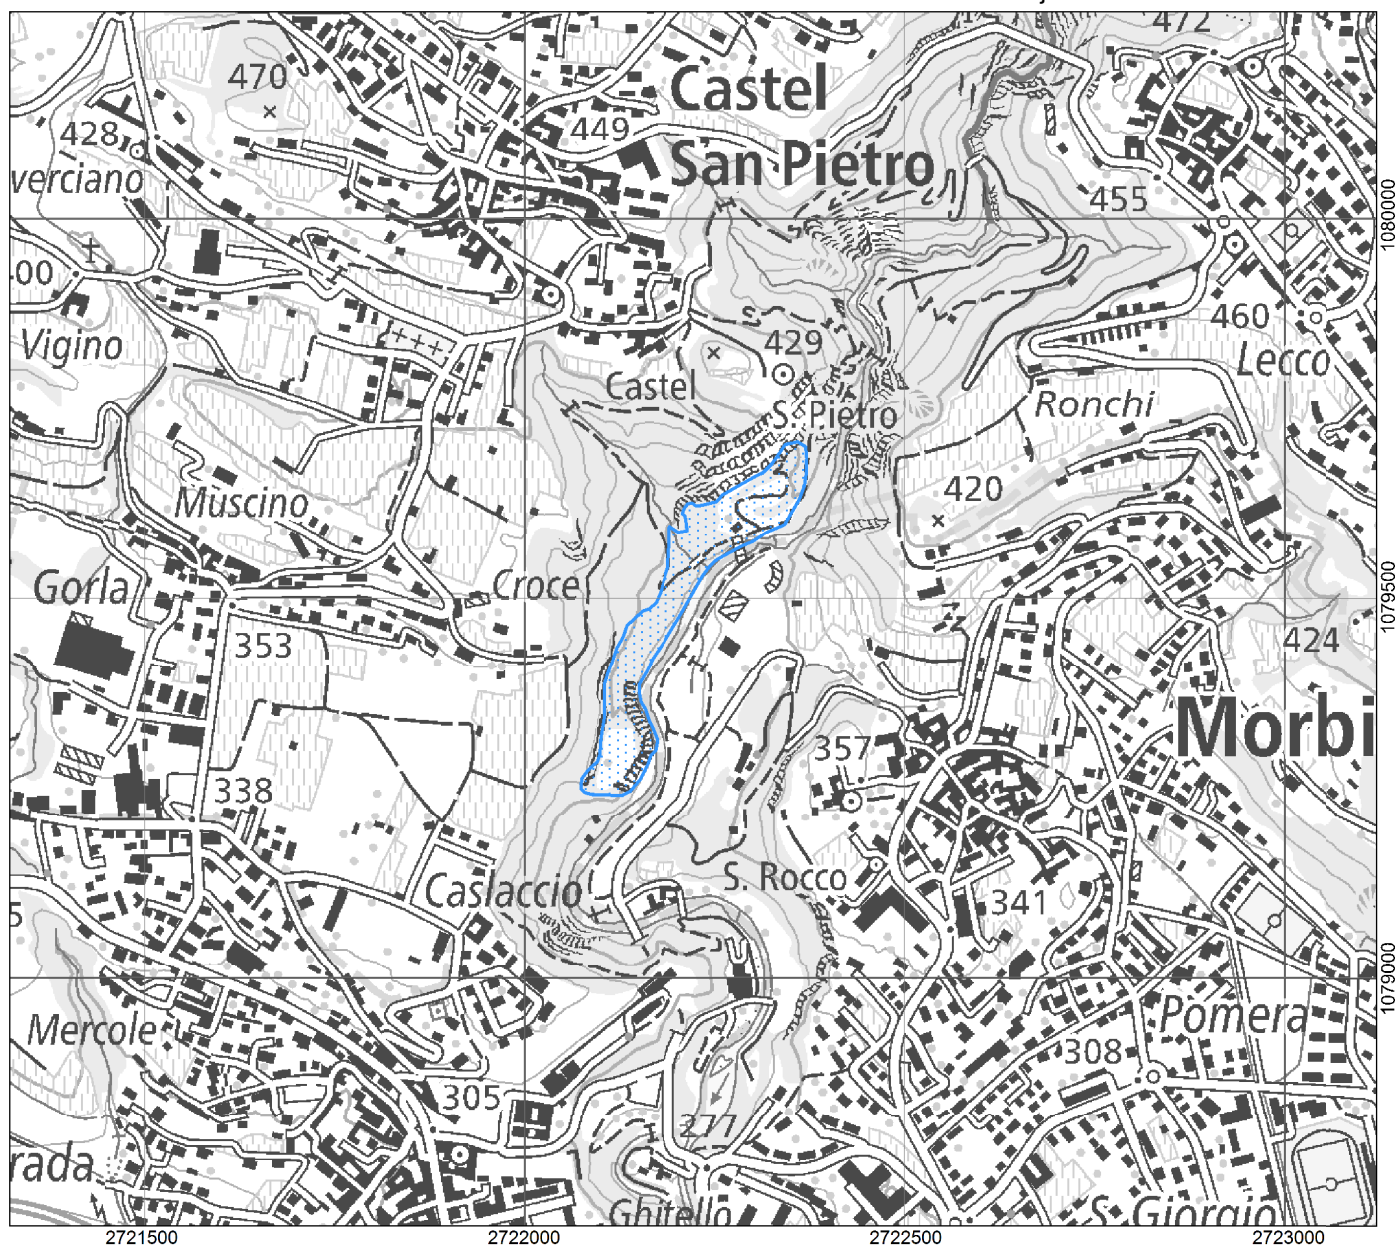 472
470
Castel
449
428
San Pietro
verciano
455
1080000
00
460
Vigino
429
Lecco
Castel
Ronchi
S. Pietro
420
Muscino
Gorla
Croce
1079500
353
424
Morbi
357
338
S. Rocco
Caslaccio
341
5
1079000
Pomera
Mercole
308
305
277
rada
Ghitello
S. Giorgio
2721500
2722000
2722500
2723000